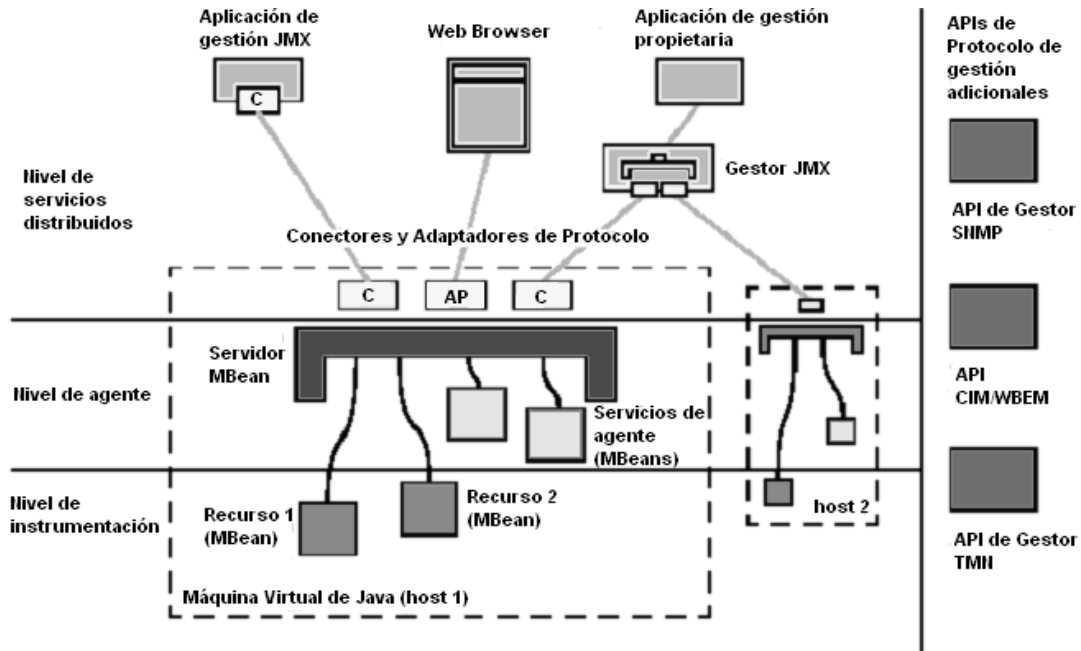 Aplicación de
gestión JMX
Web Browser
Aplicación de gestión
propietaria
APIs de
Protocolo de
gestión
adicionales
C
Gestor JMX
Nivel de
servicios
distribuidos
API de Gestor
SNMP
Conectores y Adaptadores de Protocolo
C
AP
C
Servidor
MBean
Nivel de agente
Servicios de
agente
(MBeans)
API
CIM/WBEM
Nivel de
instrumentación
Recurso 1
(MBean)
Recurso 2
(MBean)
host 2
API de Gestor
TMN
Máquina Virtual de Java (host 1)